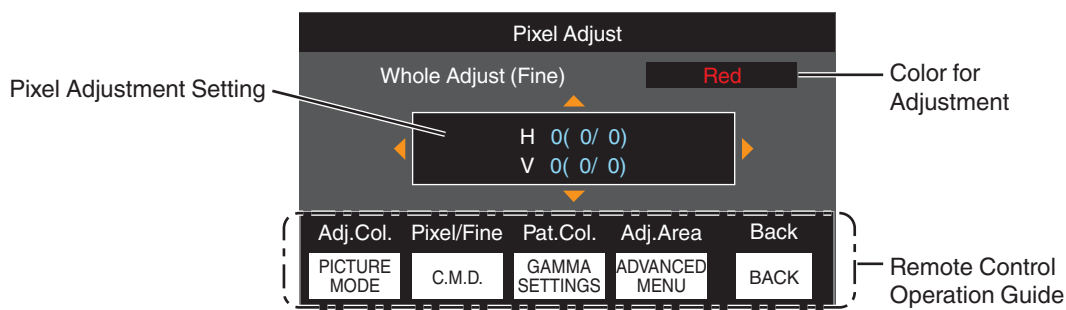 Pixel Adjust
Whole Adjust (Fine) Red
Pixel Adjustment Setting
Color for
Adjustment
H 0( 0/ 0)
V 0( 0/ 0)
Adj.Col. Pixel/Fine Pat.Col. Adj.Area Back
PICTURE
MODE
C.M.D.
GAMMA
SETTINGS
ADVANCED
MENU
BACK
Remote Control
Operation Guide